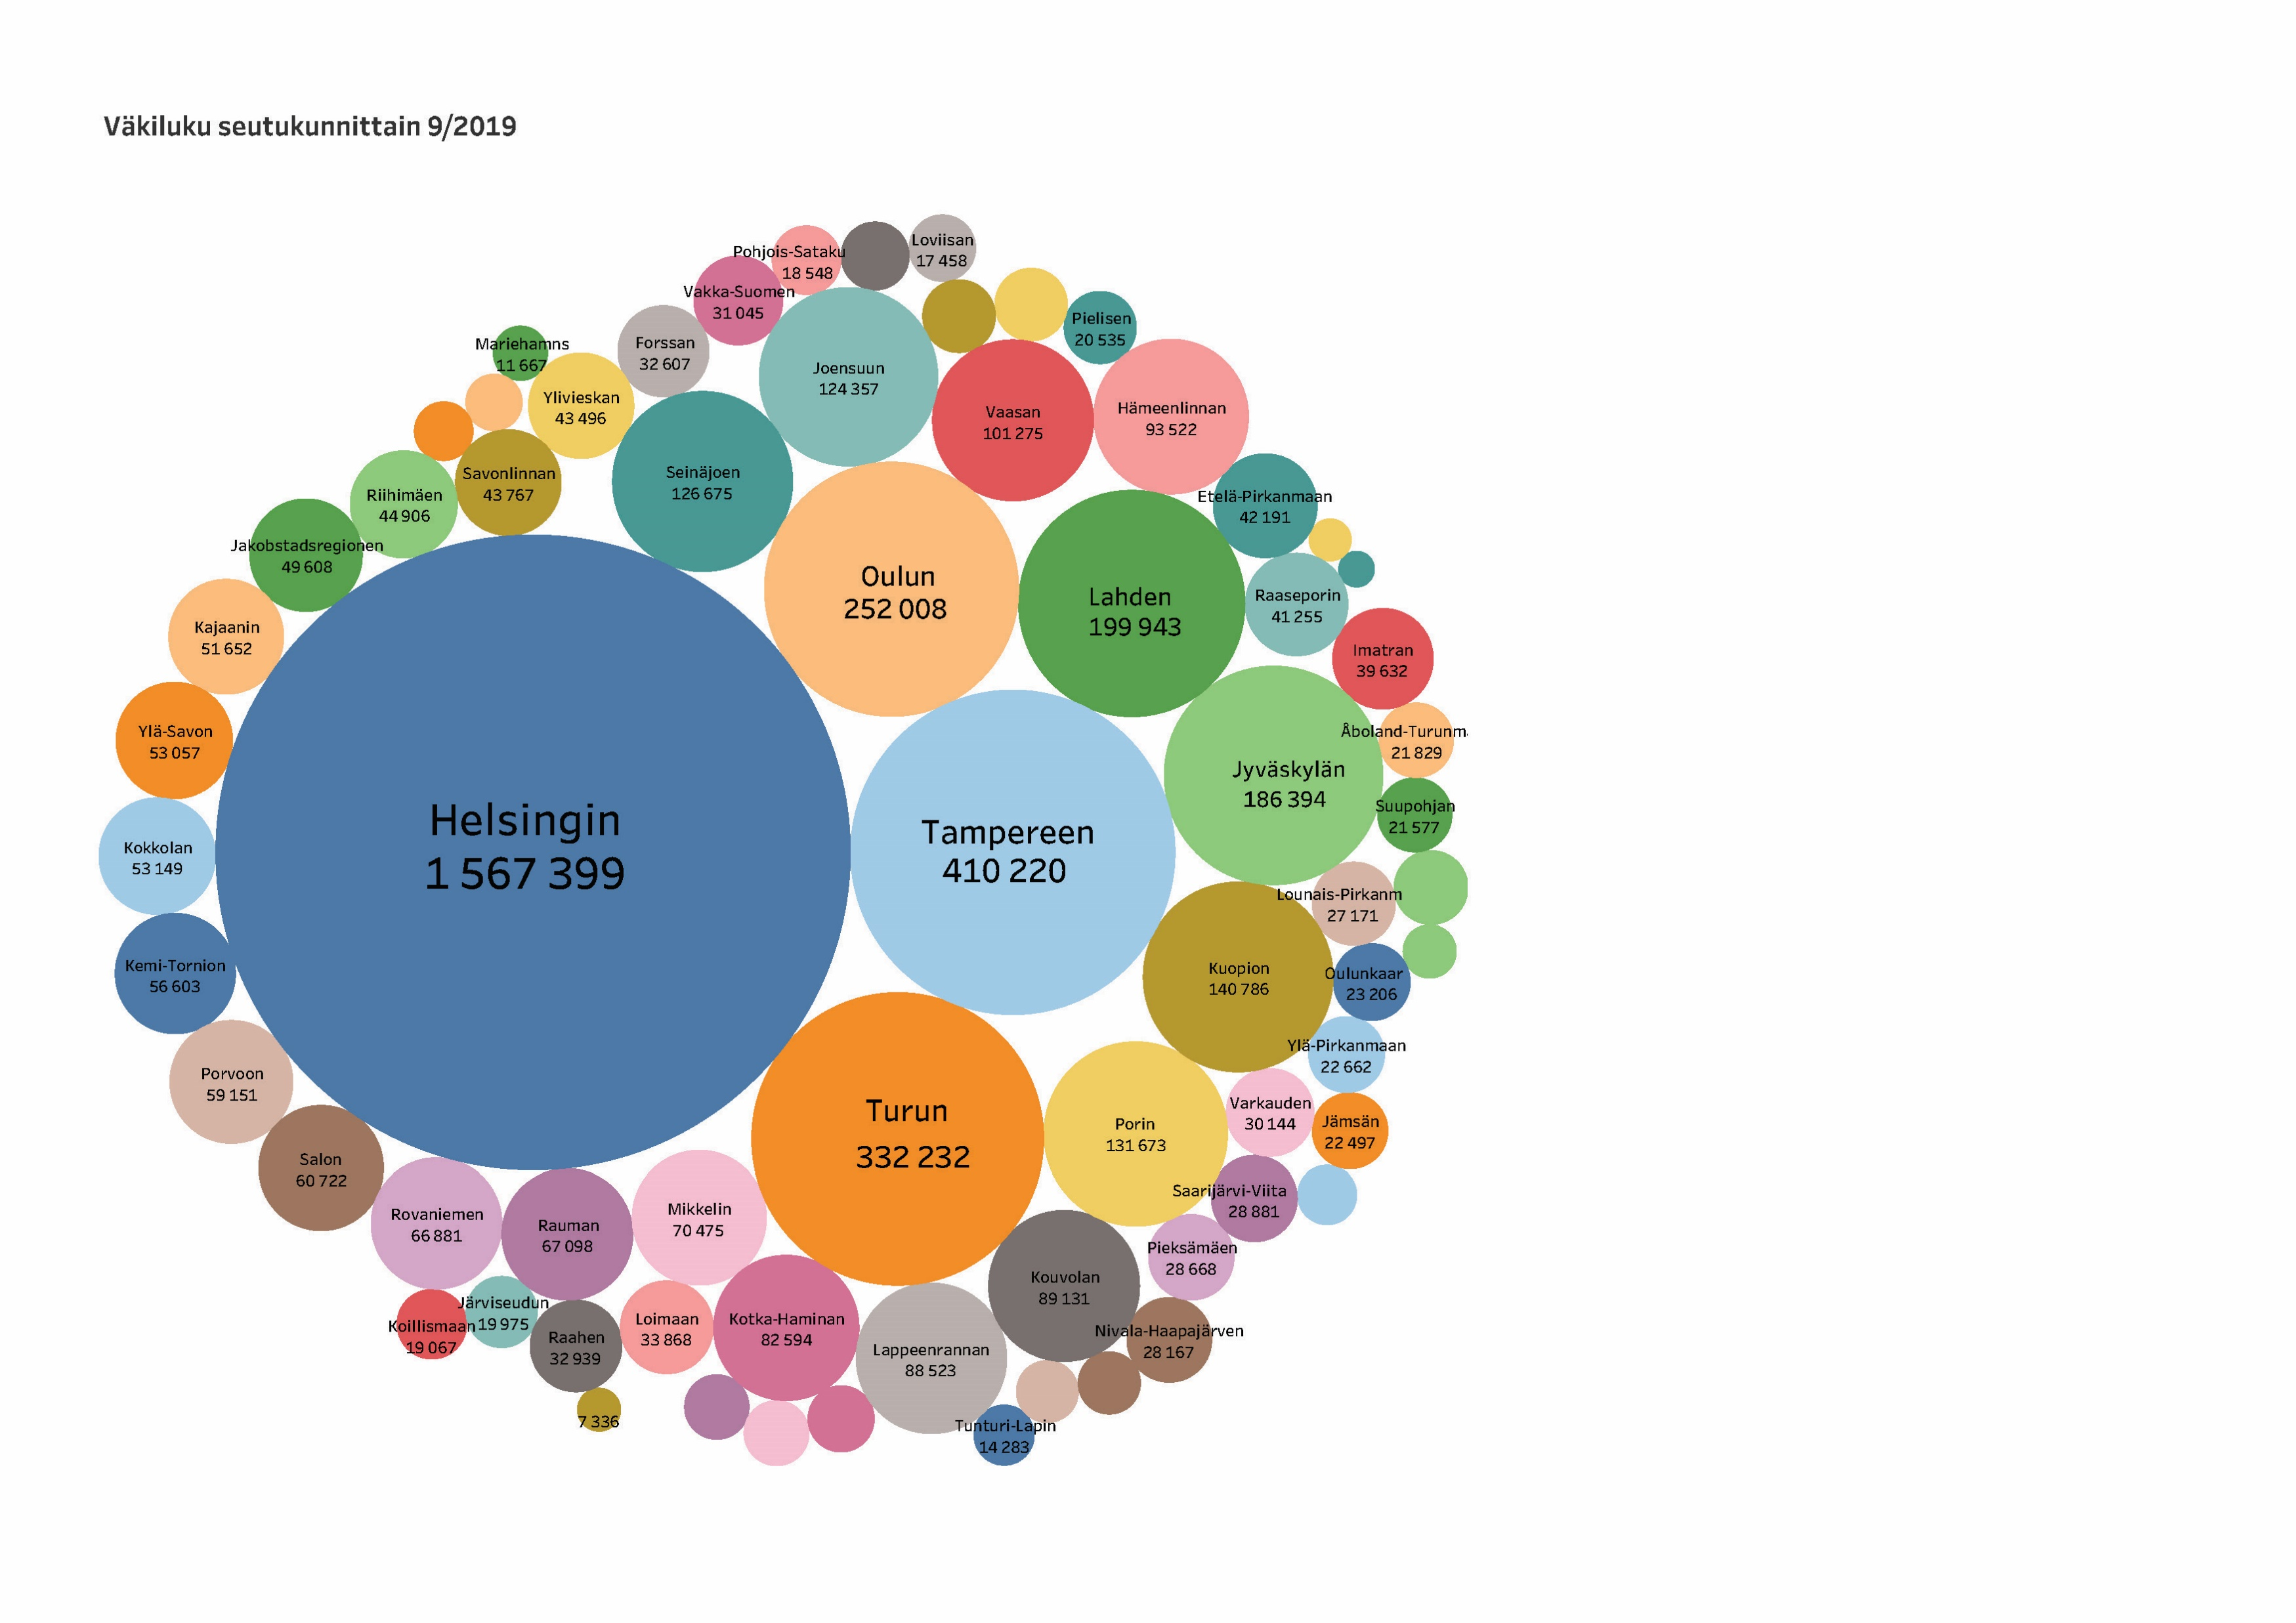 Väkiluku seutukunnittain 9/2019
Loviisan
17 458
Pohjois-Sataku
18 548
Vakka-Suomen
31 045
Pielisen
20 535
Mariehamns
11 667
Forssan
32 607
Joensuun
124 357
Ylivieskan
43 496
Vaasan
101 275
Hämeenlinnan
93 522
Savonlinnan
43 767
Seinäjoen
126 675
Riihimäen
44 906
Etelä-Pirkanmaan
42 191
Jakobstadsregionen
49 608
Oulun
252 008
Lahden
199 943
Raaseporin
41 255
Kajaanin
51 652
Imatran
39 632
Ylä-Savon
53 057
Åboland-Turunm
21 829
Jyväskylän
186 394
Suupohjan
21 577
Helsingin
1 567 399
Tampereen
410 220
Kokkolan
53 149
Lounais-Pirkanm
27 171
Kemi-Tornion
56 603
Kuopion
140 786
Oulunkaar
23 206
Ylä-Pirkanmaan
22 662
Porvoon
59 151
Turun
332 232
Porin
131 673
Varkauden
30 144
Jämsän
22 497
Salon
60 722
Saarijärvi-Viita
28 881
Rovaniemen
66 881
Rauman
67 098
Mikkelin
70 475
Pieksämäen
28 668
Kouvolan
89 131
Järviseudun
19 975
Koillismaan
19 067
Raahen
32 939
Loimaan
33 868
Kotka-Haminan
82 594
Lappeenrannan
88 523
Nivala-Haapajärven
28 167
7 336
Tunturi-Lapin
14 283